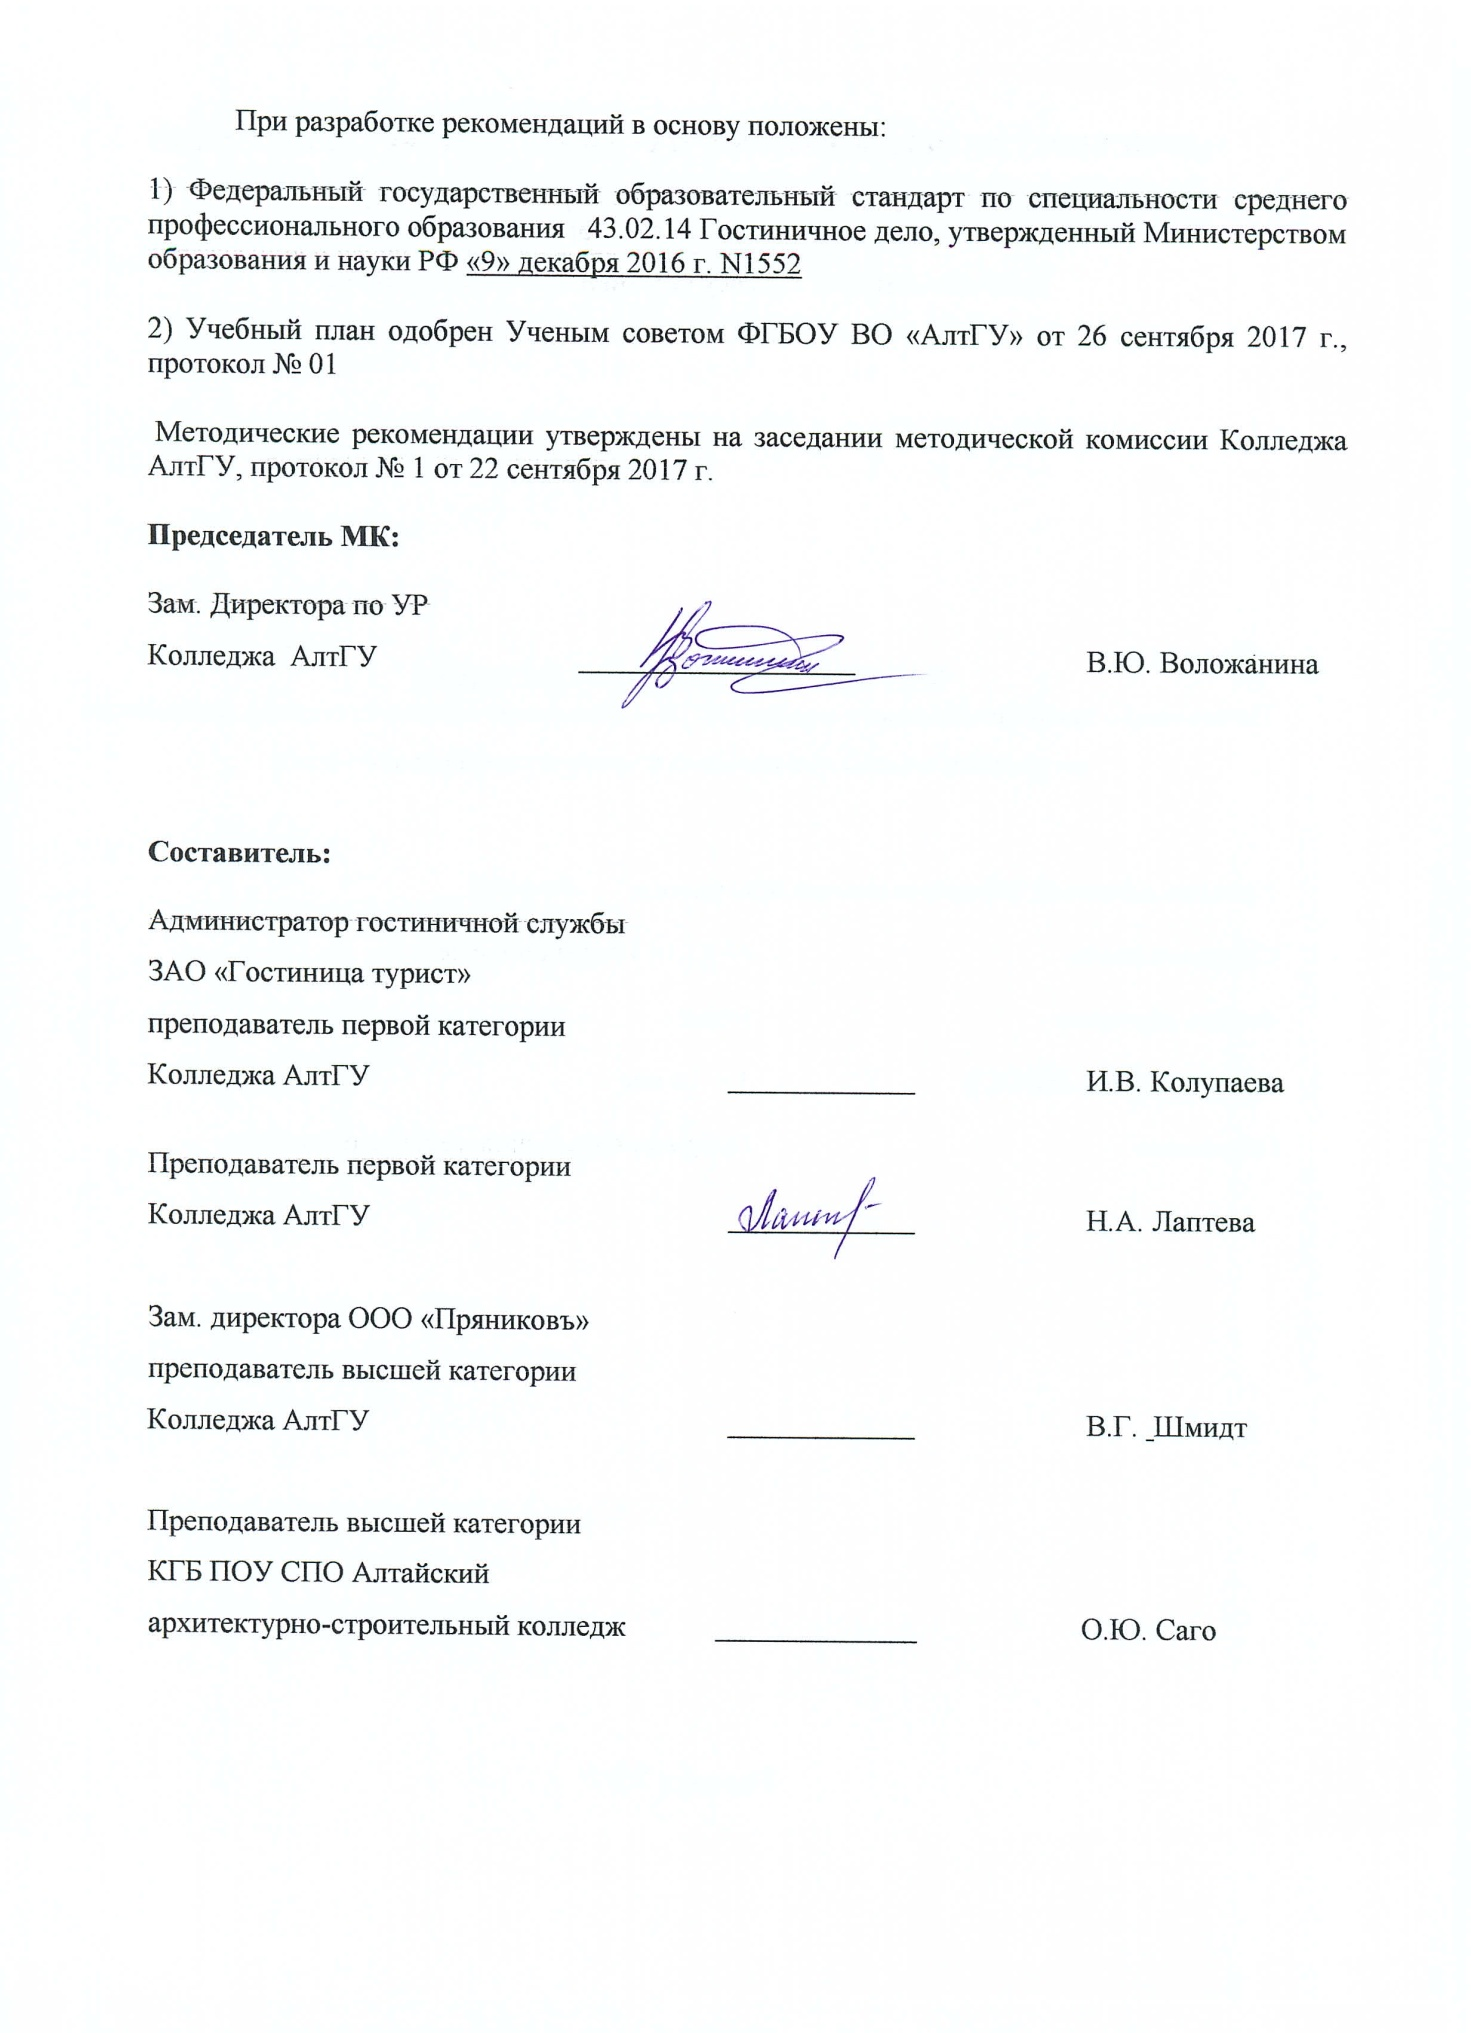 При разработке рекомендаций в основу положены:
1) Федеральный государственный образовательный стандарт по специальности среднего
профессионального образования 43.02.14 Гостиничное дело, утвержденный Министерством
образования и науки РФ «9» декабря 2016 г. N1552
2) Учебный план одобрен Ученым советом ФГБОУ ВО «АлтГУ» от 26 сентября 2017 г.,
протокол № 01
Методические рекомендации утверждены на заседании методической комиссии Колледжа
АлтГУ, протокол № 1 от 22 сентября 2017 г.
Председатель МК:
Зам. Директора по УР
Колледжа АлтГУ В.Ю. Воложанина
Составитель:
Администратор гостиничной службы
ЗАО «Гостиница турист»
преподаватель первой категории
Колледжа АлтГУ И.В. Колупаева
Преподаватель первой категории
Колледжа АлтГУ Н.А. Лаптева
Зам. директора ООО «Пряниковъ»
преподаватель высшей категории
Колледжа АлтГУ В.Г. _Шмидт
Преподаватель высшей категории
КГБ ПОУ СПО Алтайский
архитектурно-строительный колледж О.Ю. Саго